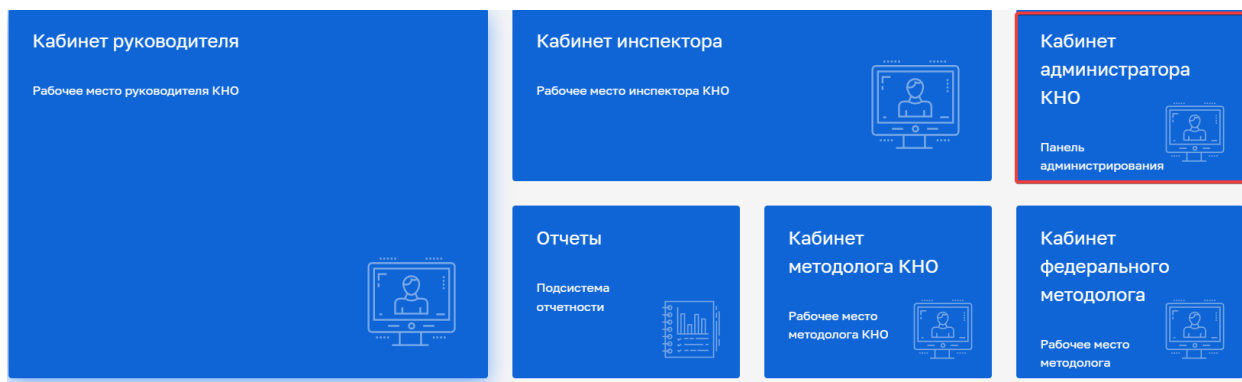 Кабинет руководителя
Рабочее место руководителя КНО
Кабинет инспектора
Рабочее место инспектора КНО
Кабинет
администратора
КНО
Панель
администрирования
Отчеты
Подсистема
отчетности
Кабинет
методолога КНО
Рабочее место
методолога КНО
Кабинет
федерального
методолога
Рабочее место
методолога